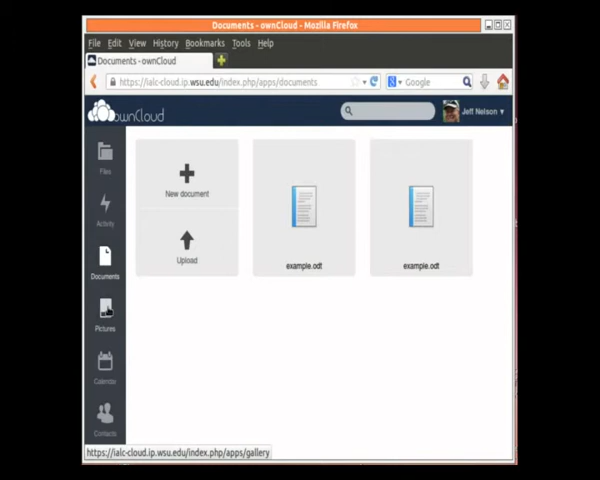 Documents - ownCloud - Mozilla Firefox
File Edit View History Bookmarks Tools Help
Documents - ownCloud
https://ialc-cloud.ip.wsu.edu/index.php/apps/documents
Google
ownCloud
Jeff Nelson
Files
Activity
Documents
Pictures
Calendar
Contacts
New document
Upload
example.odt
example.odt
https://ialc-cloud.ip.wsu.edu/index.php/apps/gallery